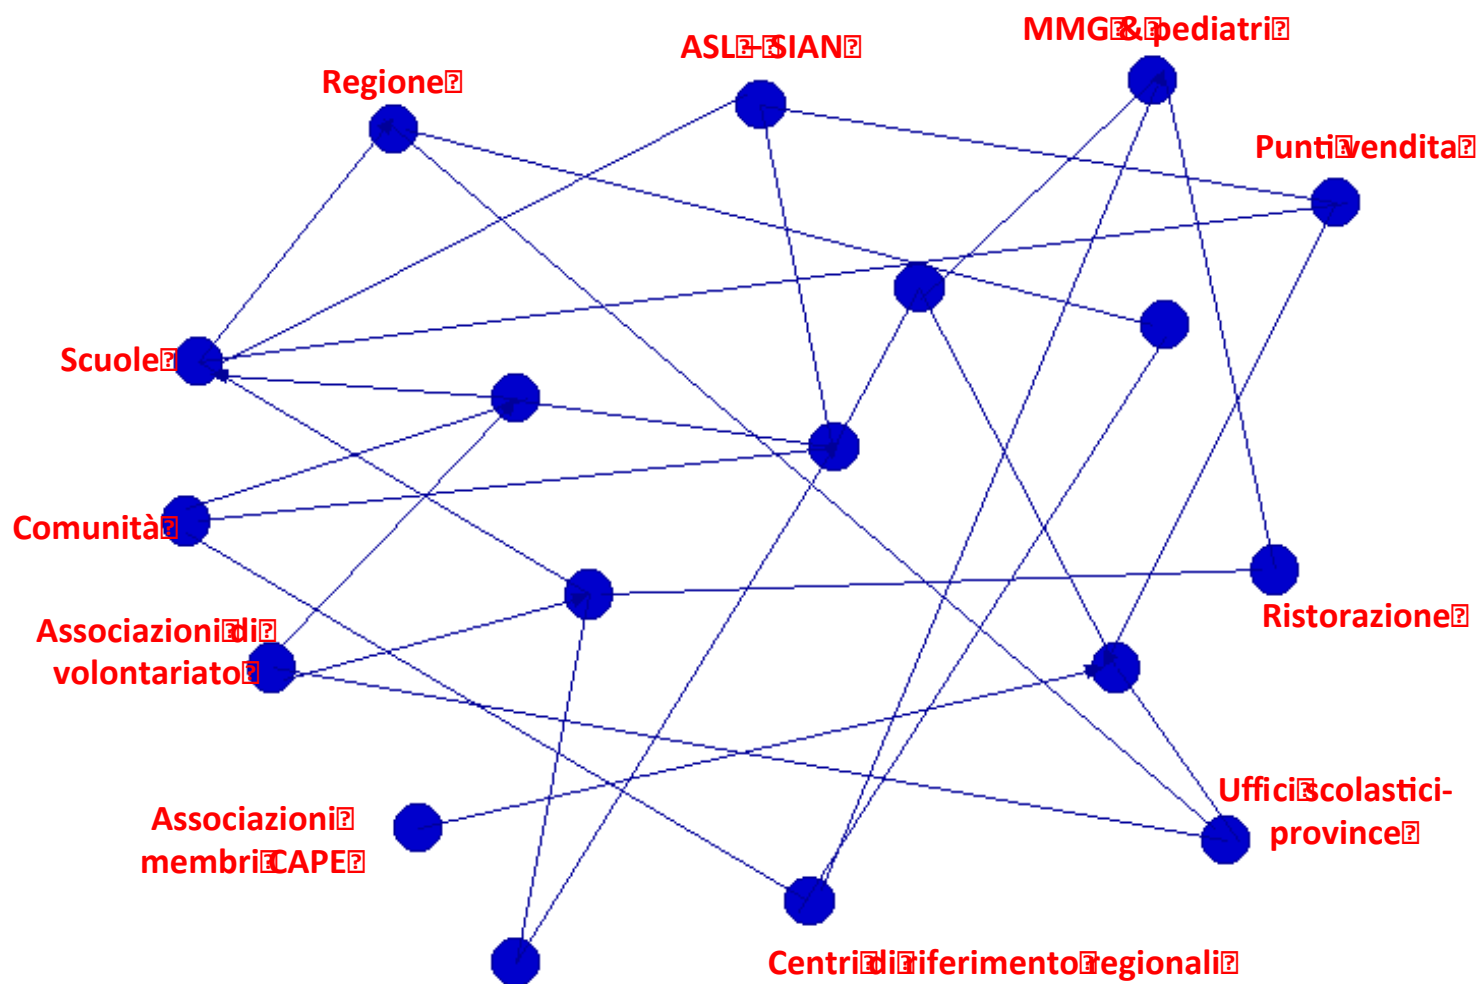 MMG & pediatri
ASL – SIAN
Regione
Punti vendita
Scuole
Comunità
Ristorazione
Associazioni di
volontariato
Uffici scolastici-
province
Associazioni
membri CAPE
Centri di riferimento regionali